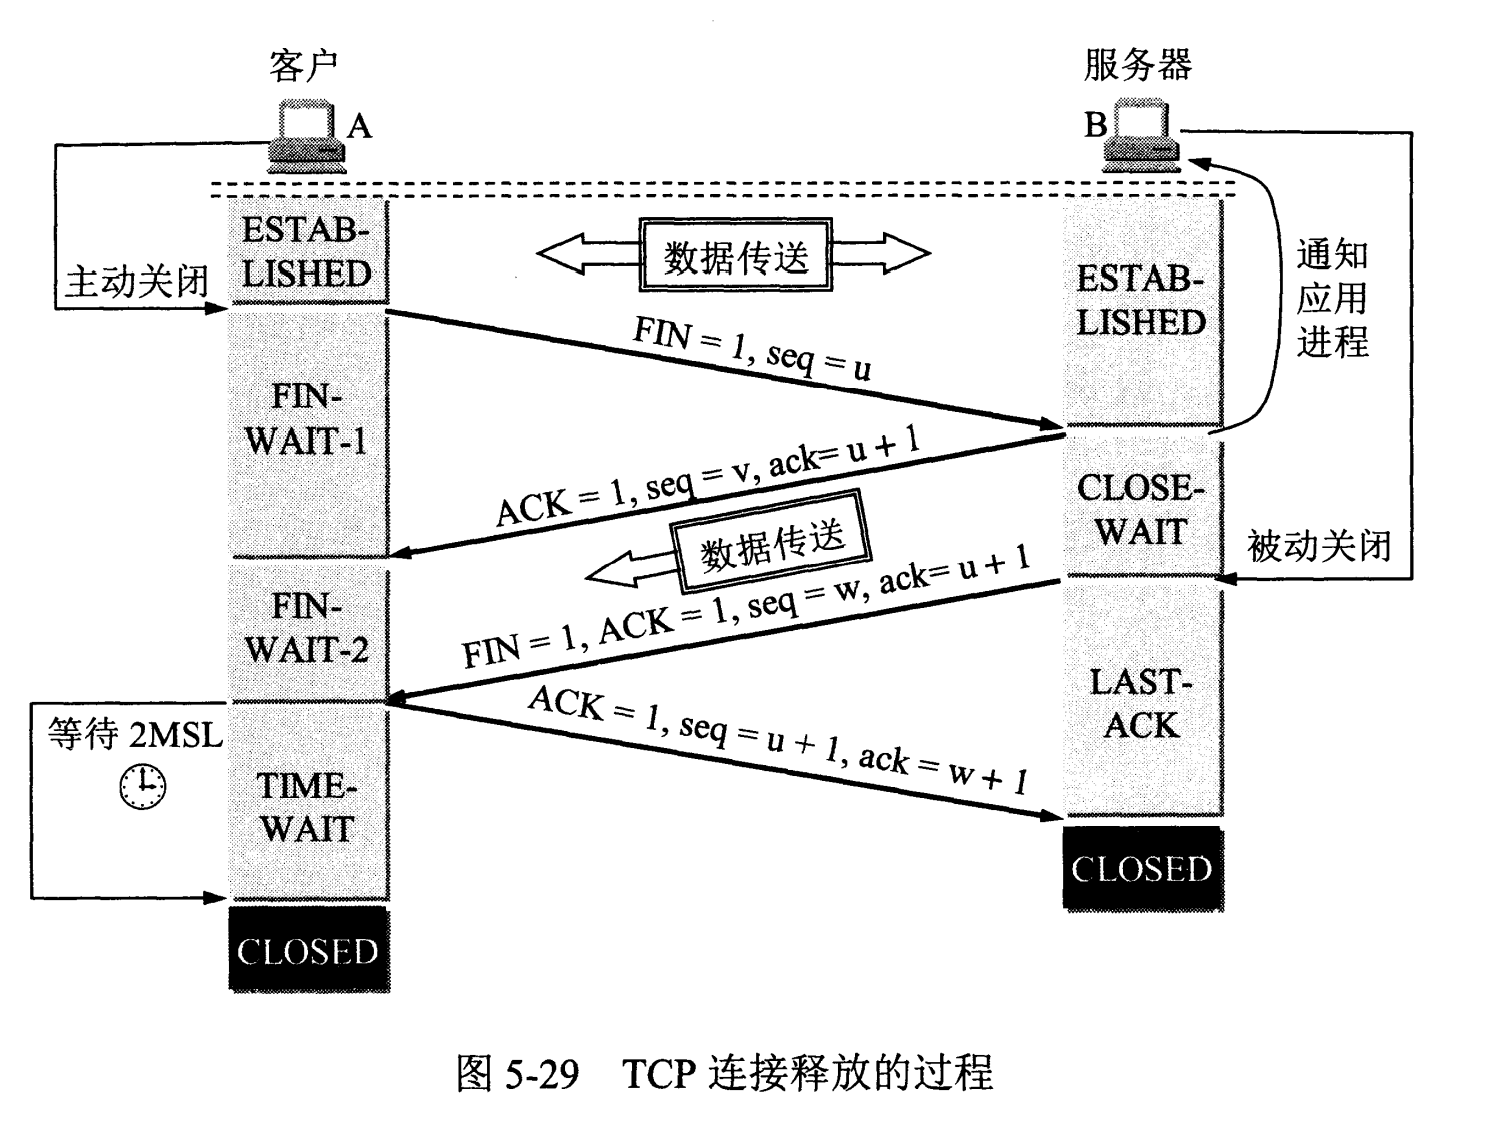 客户
服务器
A
B
ESTAB-
LISHED
数据传送
ESTAB-
LISHED
通知
应用
进程
主动关闭
FIN = 1, seq = u
FIN-
WAIT-1
ACK = 1, seq = v, ack= u + 1
CLOSE-
WAIT
数据传送
被动关闭
FIN-
WAIT-2
FIN = 1, ACK = 1, seq = w, ack= u + 1
LAST-
ACK
等待 2MSL
ACK = 1, seq = u + 1, ack = w + 1
TIME-
WAIT
CLOSED
CLOSED
图 5-29 TCP 连接释放的过程